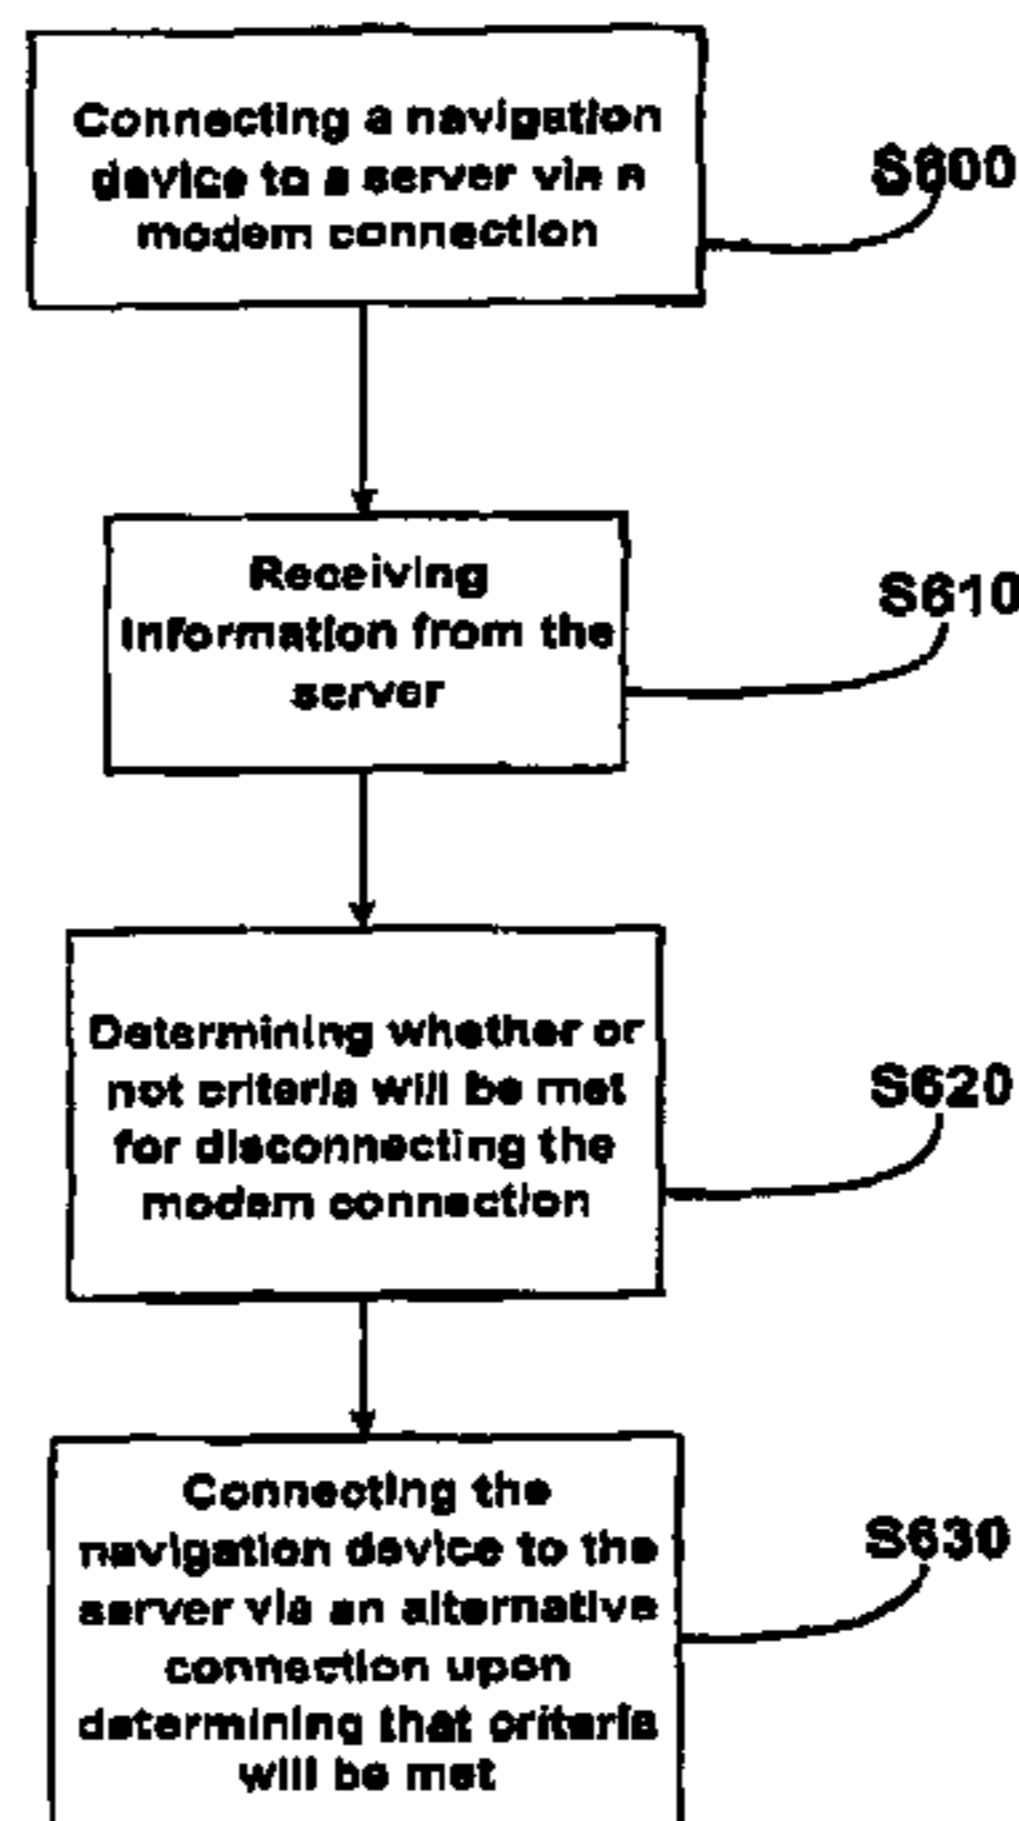 Connecting a navigation
device to a server via a
modem connection
S600
Receiving
information from the
server
S610
Determining whether or
not criteria will be met
for disconnecting the
modem connection
S620
Connecting the
navigation device to the
server via an alternative
connection upon
determining that criteria
will be met
S630